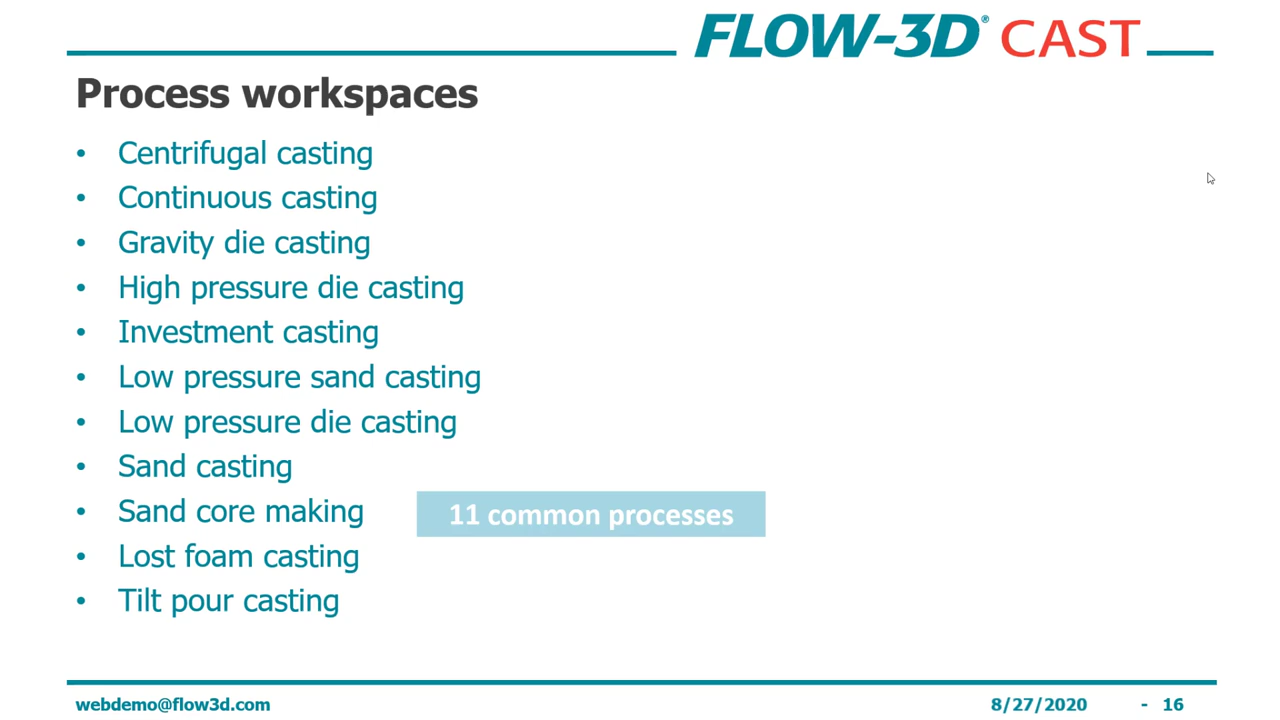 FLOW-3D® CAST
Process workspaces
• Centrifugal casting
• Continuous casting
• Gravity die casting
• High pressure die casting
• Investment casting
• Low pressure sand casting
• Low pressure die casting
• Sand casting
• Sand core making
11 common processes
• Lost foam casting
• Tilt pour casting
webdemo@flow3d.com
8/27/2020 - 16